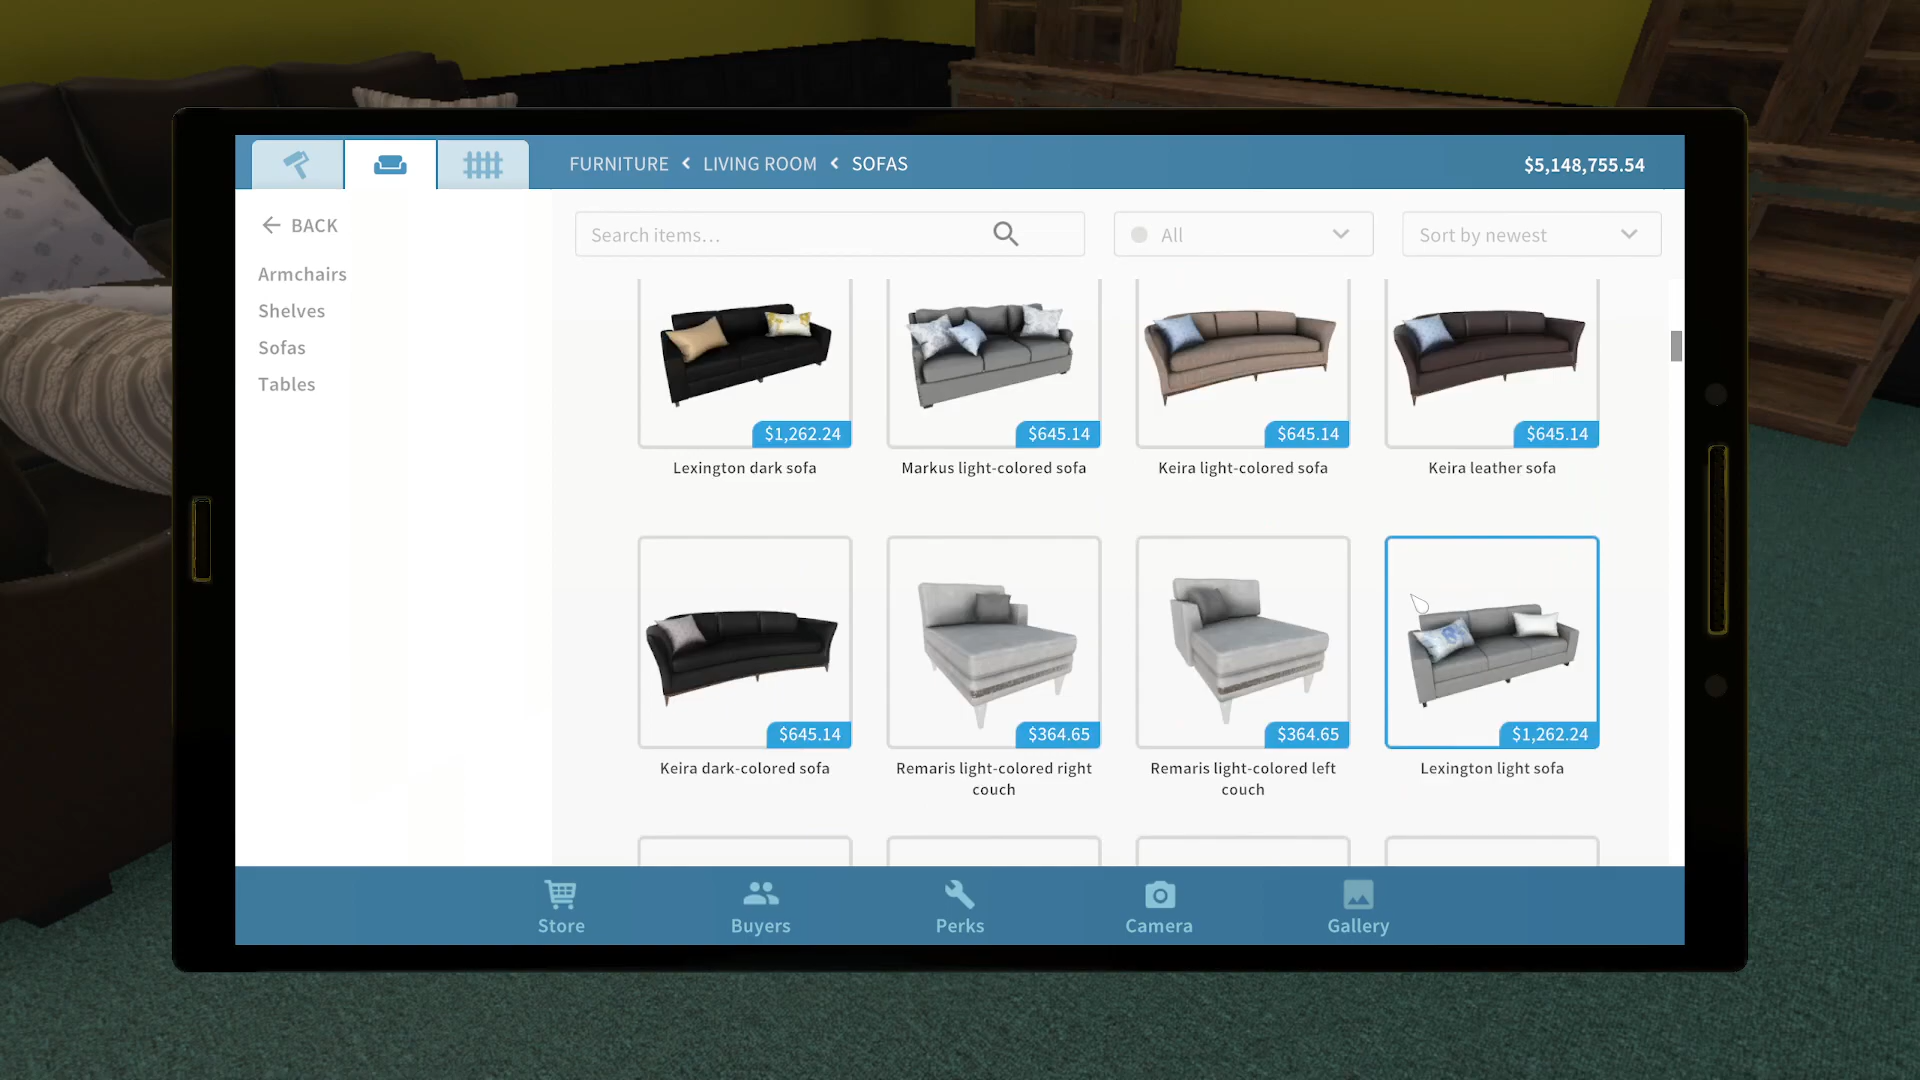 FURNITURE < LIVING ROOM < SOFAS
$5,148,755.54
BACK
Armchairs
Shelves
Sofas
Tables
Search items...
All
Sort by newest
$1,262.24
Lexington dark sofa
$645.14
Markus light-colored sofa
$645.14
Keira light-colored sofa
$645.14
Keira leather sofa
$645.14
Keira dark-colored sofa
$364.65
Remaris light-colored right
couch
$364.65
Remaris light-colored left
couch
$1,262.24
Lexington light sofa
Store
Buyers
Perks
Camera
Gallery